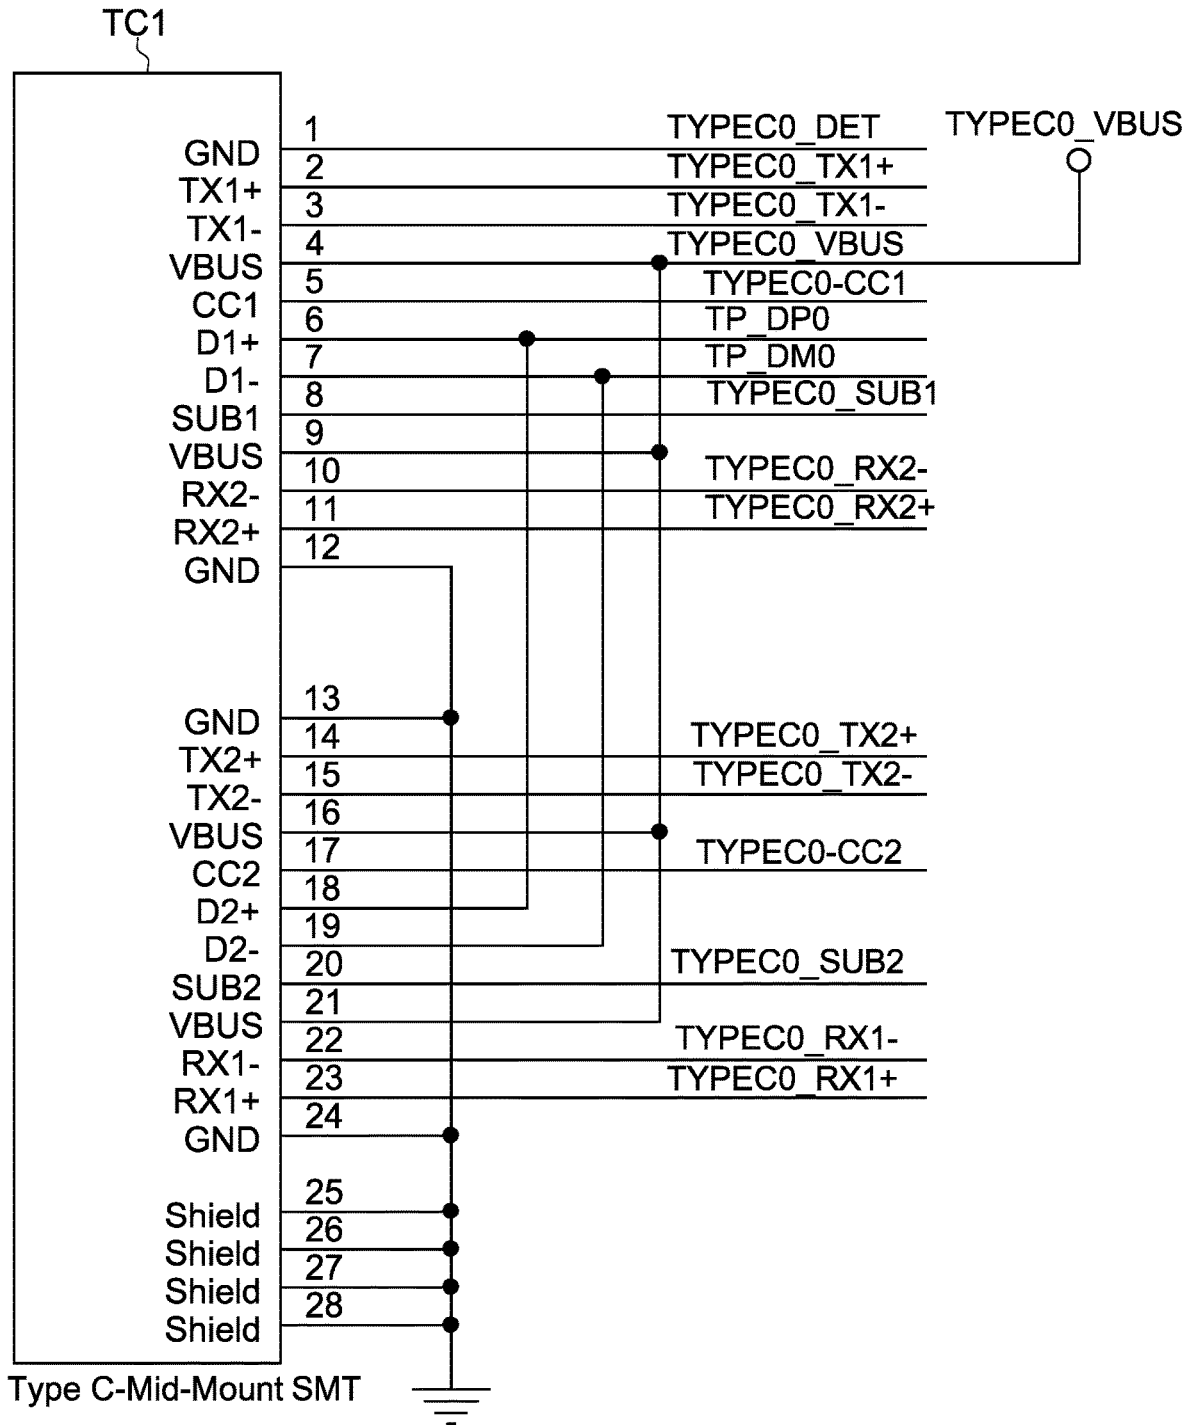 TC1
1 TYPEC0_DET TYPEC0_VBUS
GND
2 TYPEC0_TX1+
TX1+
3 TYPEC0_TX1-
TX1-
4 TYPEC0_VBUS
VBUS
5 TYPEC0-CC1
CC1
6 TP_DP0
D1+
7 TP_DM0
D1-
8 TYPEC0_SUB1
SUB1
9
VBUS
10 TYPEC0_RX2-
RX2-
11 TYPEC0_RX2+
RX2+
12
GND
13
GND
14 TYPEC0_TX2+
TX2+
15 TYPEC0_TX2-
TX2-
16
VBUS
17 TYPEC0-CC2
CC2
18
D2+
19
D2-
20 TYPEC0_SUB2
SUB2
21
VBUS
22 TYPEC0_RX1-
RX1-
23 TYPEC0_RX1+
RX1+
24
GND
25
Shield
26
Shield
27
Shield
28
Shield
Type C-Mid-Mount SMT